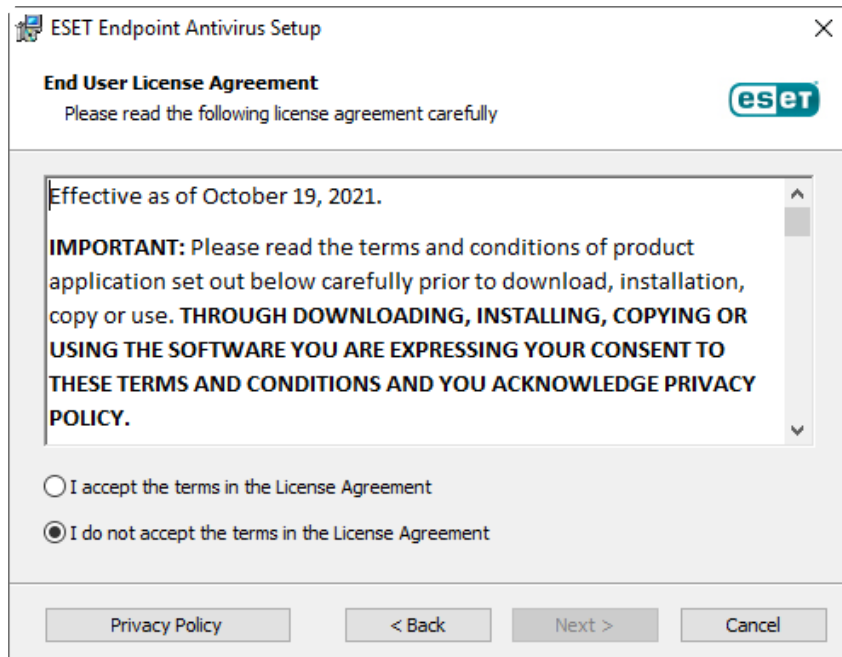 ESET Endpoint Antivirus Setup
End User License Agreement
Please read the following license agreement carefully
eseT
Effective as of October 19, 2021.
IMPORTANT: Please read the terms and conditions of product
application set out below carefully prior to download, installation,
copy or use. THROUGH DOWNLOADING, INSTALLING, COPYING OR
USING THE SOFTWARE YOU ARE EXPRESSING YOUR CONSENT TO
THESE TERMS AND CONDITIONS AND YOU ACKNOWLEDGE PRIVACY
POLICY.
I accept the terms in the License Agreement
I do not accept the terms in the License Agreement
Privacy Policy < Back Next > Cancel